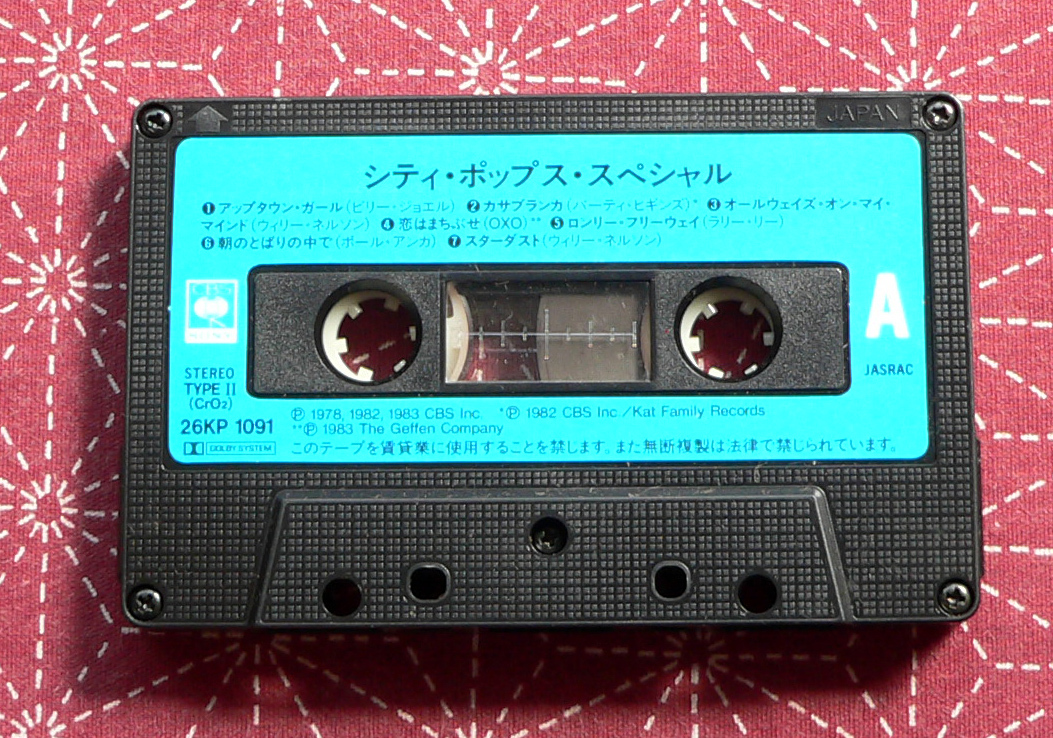 JAPAN
シティ・ポップス・スペシャル
❶アップタウン・ガール(ビリー・ジョエル) ❷カサブランカ(バーティ・ヒギンズ)* ❸オールウェイズ・オン・マイ・
マインド(ウィリー・ネルソン) ❹恋はまちぶせ(OXO)** ❺ロンリー・フリーウェイ(ラリー・リー)
❻朝のとばりの中で(ポール・アンカ) ❼スターダスト(ウィリー・ネルソン)
CBS
A
STEREO
TYPE II
(CrO2)
JASRAC
26KP 1091
Ⓟ 1978, 1982, 1983 CBS Inc. *Ⓟ 1982 CBS Inc./Kat Family Records
**Ⓟ 1983 The Geffen Company
DOLBY SYSTEM
このテープを賃貸業に使用することを禁します。また無断複製は法律で禁じられています。